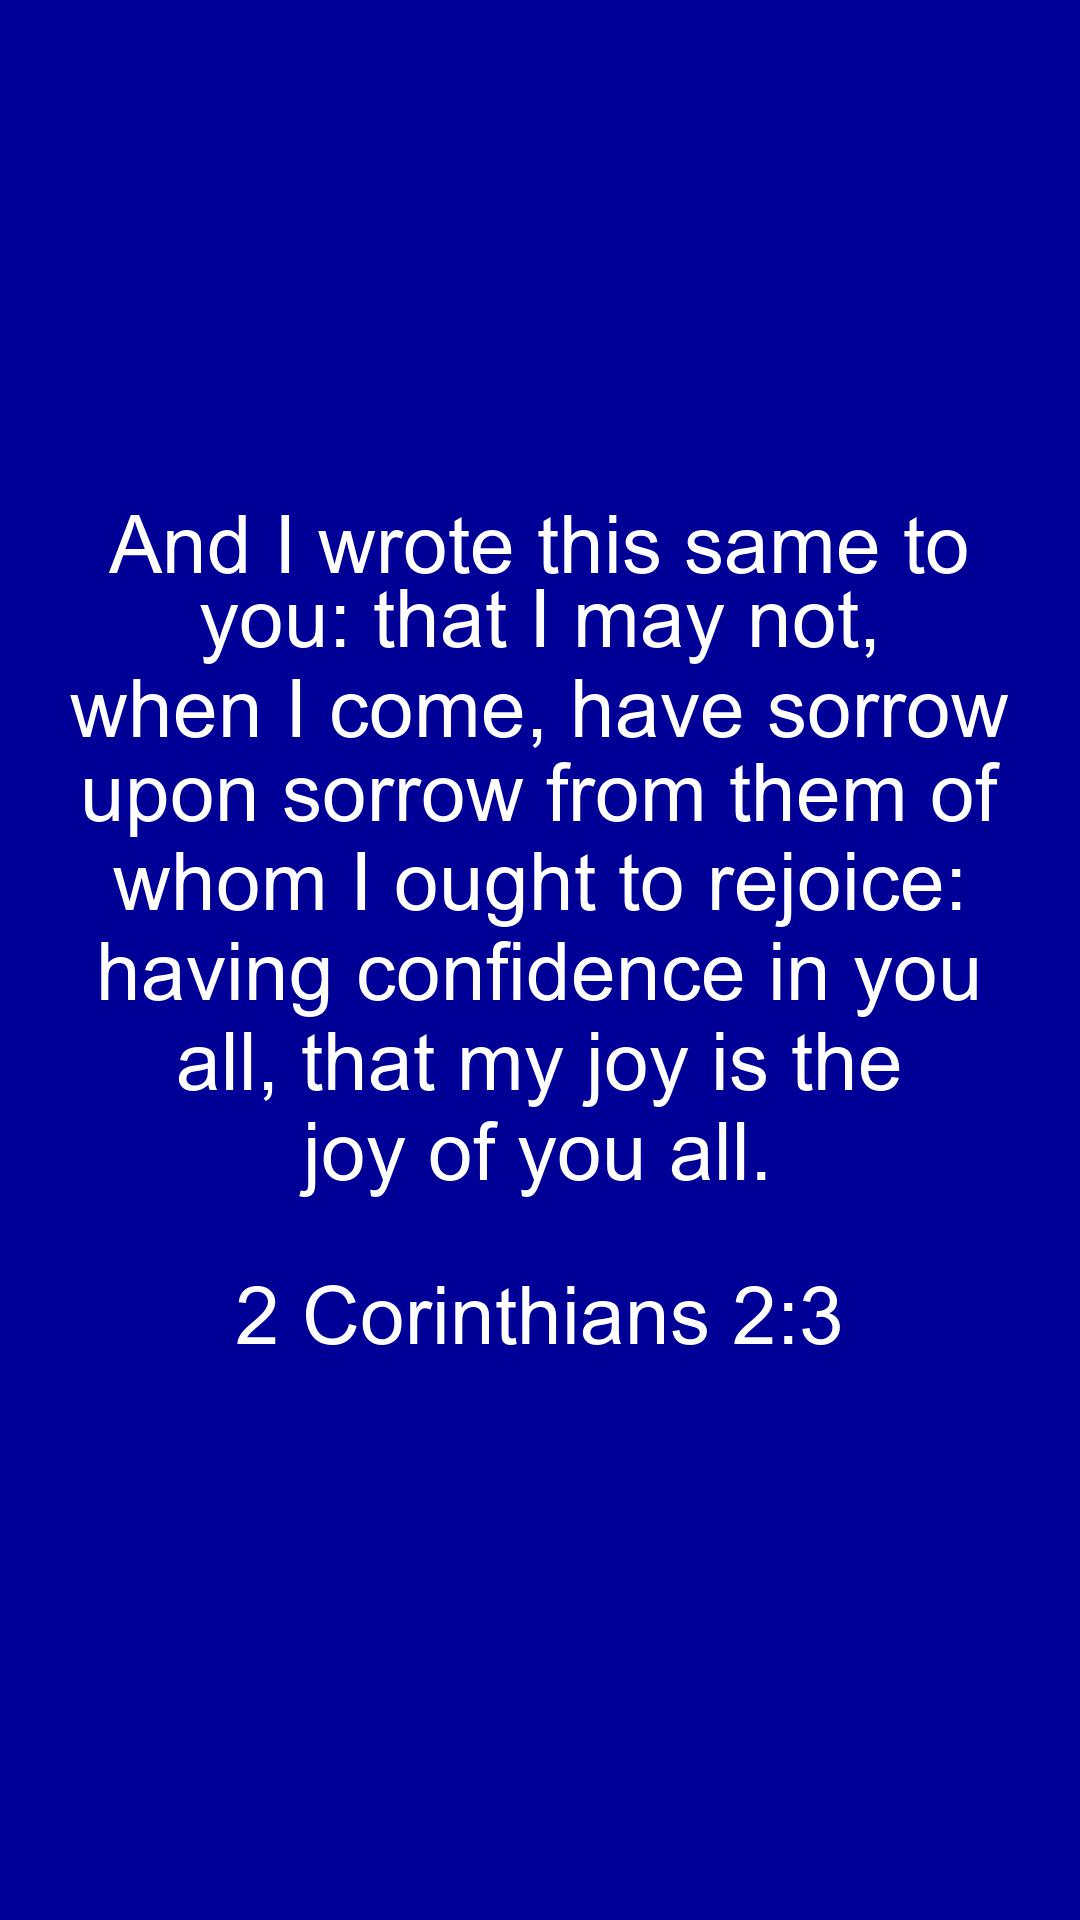 And I wrote this same to
you: that I may not,
when I come, have sorrow
upon sorrow from them of
whom I ought to rejoice:
having confidence in you
all, that my joy is the
joy of you all.
2 Corinthians 2:3